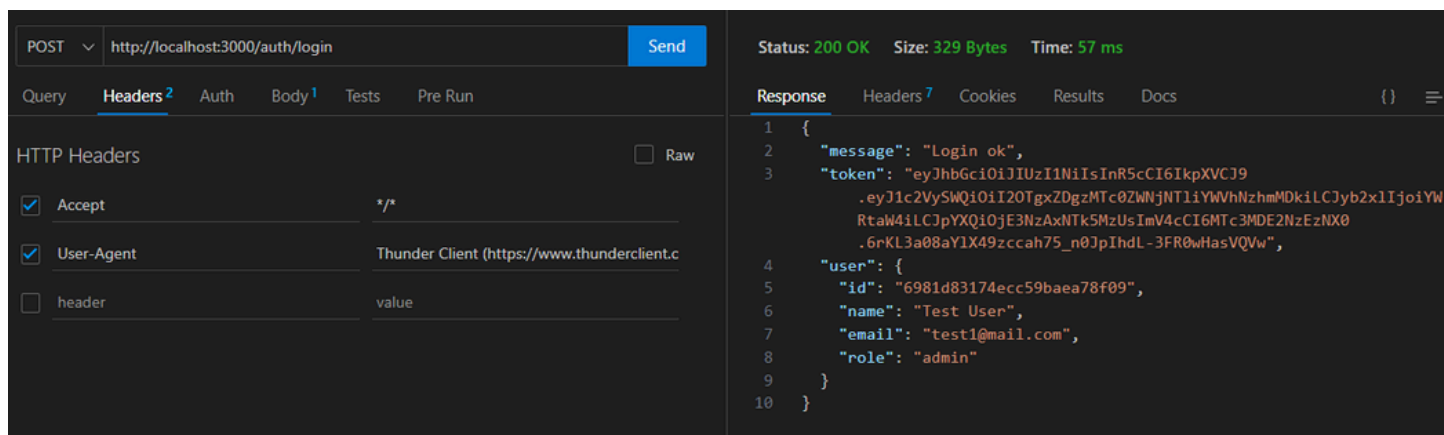 POST http://localhost:3000/auth/login Send
Query Headers 2 Auth Body 1 Tests Pre Run
HTTP Headers Raw
Accept */*
User-Agent Thunder Client (https://www.thunderclient.c
header value
Status: 200 OK Size: 329 Bytes Time: 57 ms
Response Headers 7 Cookies Results Docs {}
1 {
2 "message": "Login ok",
3 "token": "eyJhbGciOiJIUzI1NiIsInR5cCI6IkpXVCJ9
.eyJ1c2VySWQiOiI2OTgxZDgzMTc0ZWNjNTliYWVhNzhmMDkiLCJyb2xlIjoiYW
RtaW4iLCJpYXQiOjE3NzAxNTk5MzUsImV4cCI6MTc3MDE2NzEzNX0
.6rKL3a08aYlX49zccah75_n0JpIhdL-3FR0wHasVQVw",
4 "user": {
5 "id": "6981d83174ecc59baea78f09",
6 "name": "Test User",
7 "email": "test1@mail.com",
8 "role": "admin"
9 }
10 }